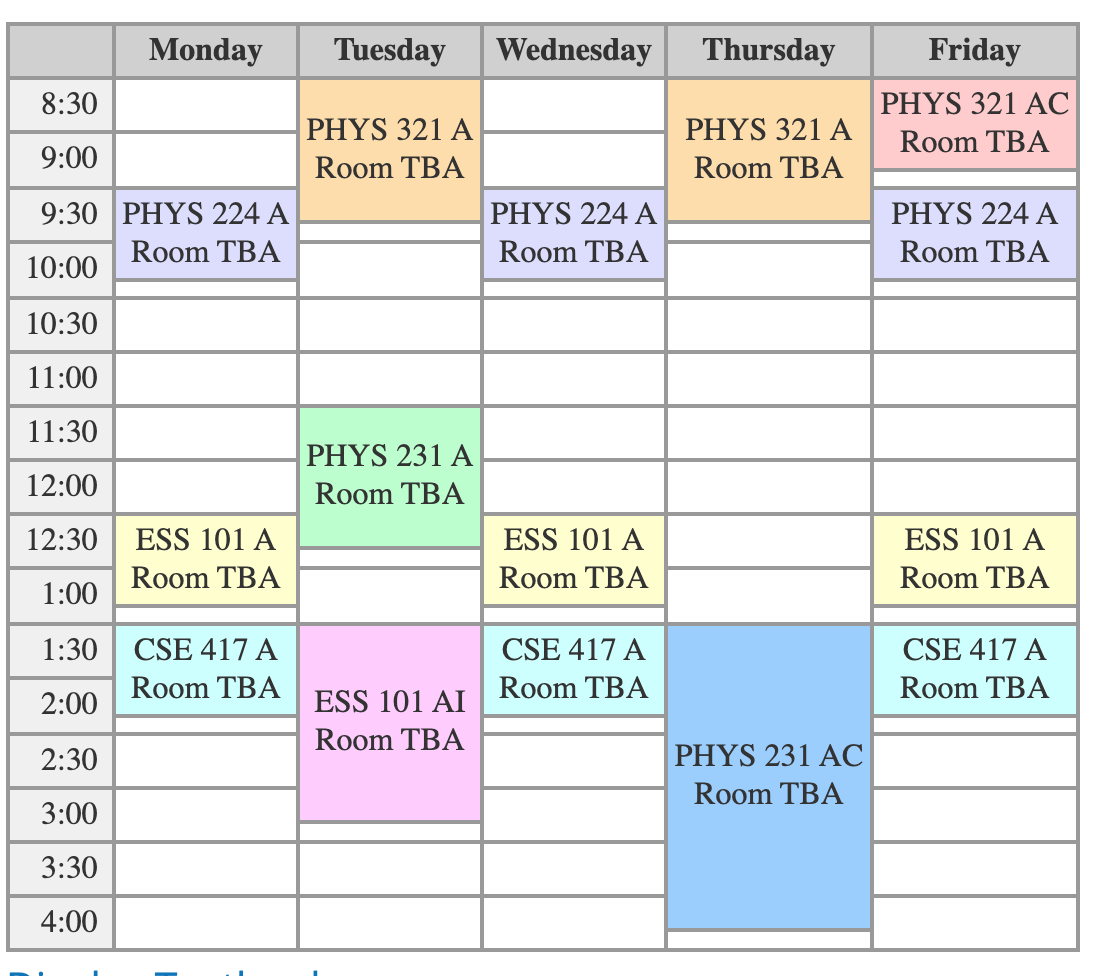 Monday Tuesday Wednesday Thursday Friday
8:30
PHYS 321 A
Room TBA
PHYS 321 A
Room TBA
PHYS 321 AC
Room TBA
9:00
9:30
PHYS 224 A
Room TBA
PHYS 224 A
Room TBA
PHYS 224 A
Room TBA
10:00
10:30
11:00
11:30
PHYS 231 A
Room TBA
12:00
12:30
ESS 101 A
Room TBA
ESS 101 A
Room TBA
ESS 101 A
Room TBA
1:00
1:30
CSE 417 A
Room TBA
ESS 101 AI
Room TBA
CSE 417 A
Room TBA
PHYS 231 AC
Room TBA
CSE 417 A
Room TBA
2:00
2:30
3:00
3:30
4:00